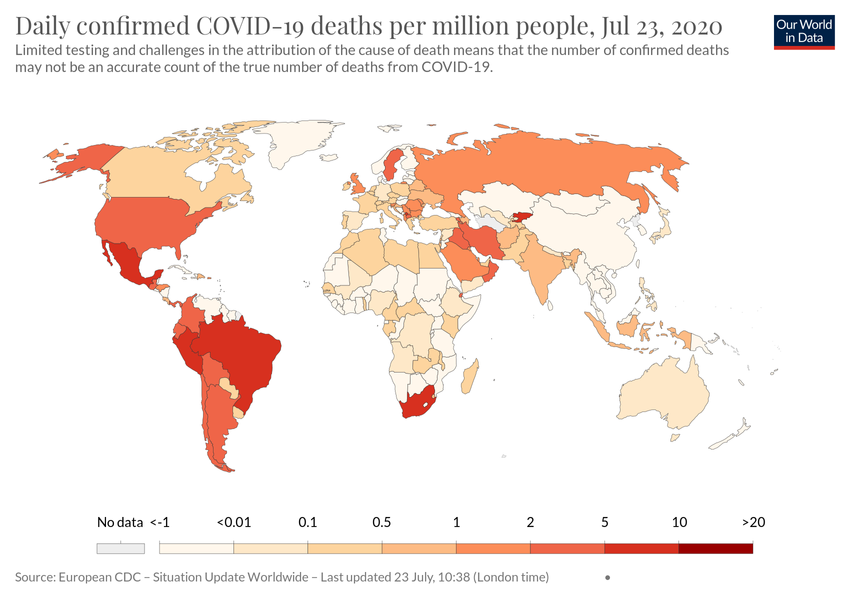 Daily confirmed COVID-19 deaths per million people, Jul 23, 2020
Our World
in Data
Limited testing and challenges in the attribution of the cause of death means that the number of confirmed deaths
may not be an accurate count of the true number of deaths from COVID-19.
No data <-1 <0.01 0.1 0.5 1 2 5 10 >20
Source: European CDC – Situation Update Worldwide – Last updated 23 July, 10:38 (London time) •